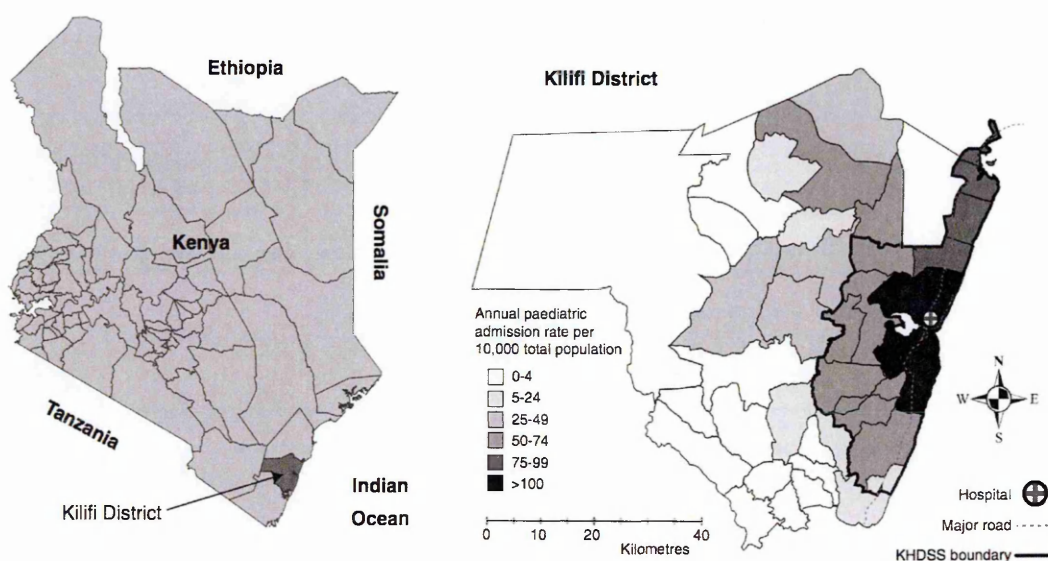 Ethiopia
Kenya
Somalia
Tanzania
Kilifi District
Indian
Ocean
Kilifi District
Annual paediatric
admission rate per
10,000 total population
0-4
5-24
25-49
50-74
75-99
>100
0 10 20 30 40
Kilometres
N
W E
S
Hospital
Major road
KHDSS boundary